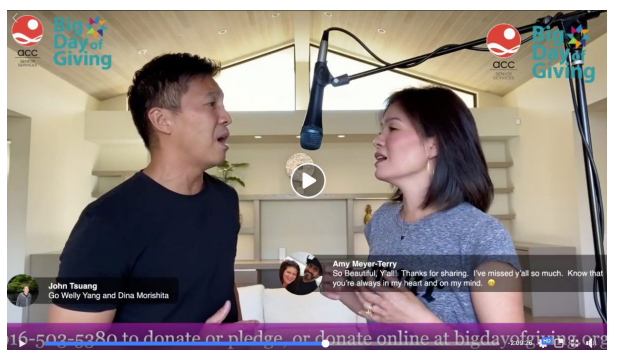 acc
SENIOR
SERVICES
Big
Day of
Giving
acc
SENIOR
SERVICES
Big
Day of
Giving
Amy Meyer-Terry
So Beautiful, Y'all! Thanks for sharing. I've missed y'all so much. Know that
you're always in my heart and on my mind.
John Tsuang
Go Welly Yang and Dina Morishita
16-503-5380 to donate or pledge, or donate online at bigdayofgiving.org